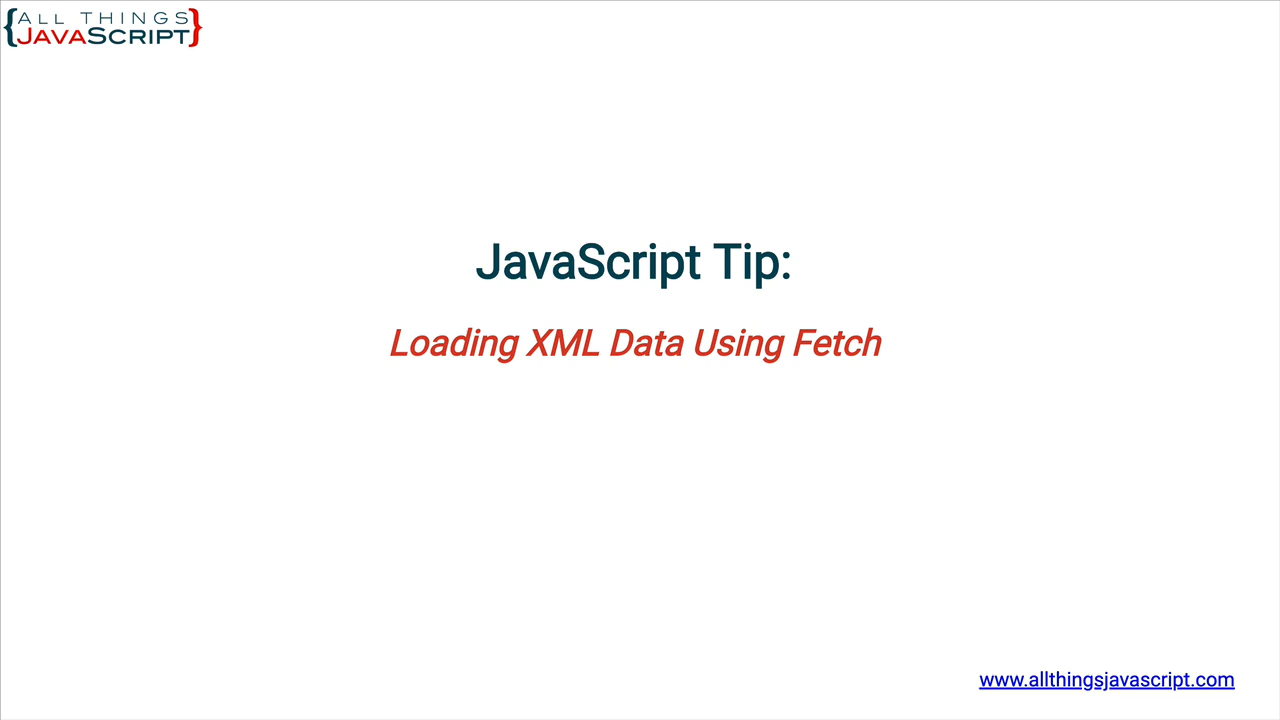 {ALL THINGS
JAVASCRIPT}
JavaScript Tip:
Loading XML Data Using Fetch
www.allthingsjavascript.com